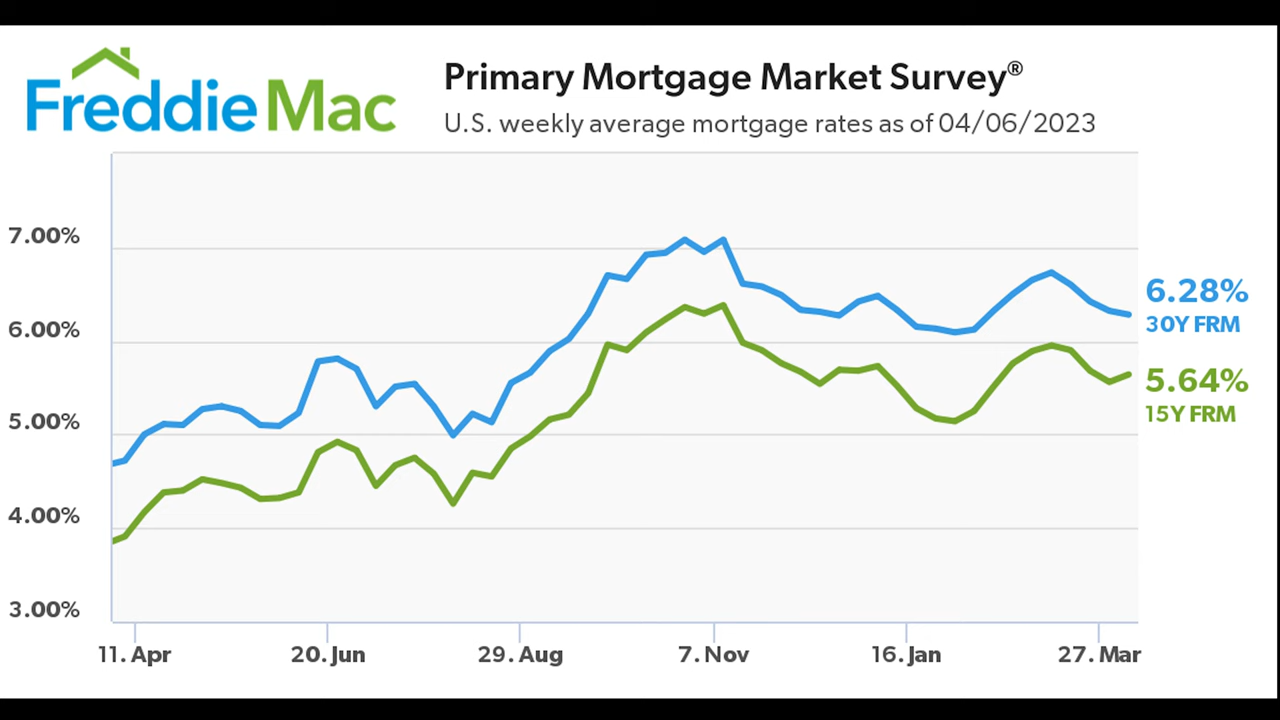 Freddie Mac
Primary Mortgage Market Survey®
U.S. weekly average mortgage rates as of 04/06/2023
7.00%
6.00%
5.00%
4.00%
3.00%
6.28%
30Y FRM
5.64%
15Y FRM
11. Apr
20. Jun
29. Aug
7. Nov
16. Jan
27. Mar